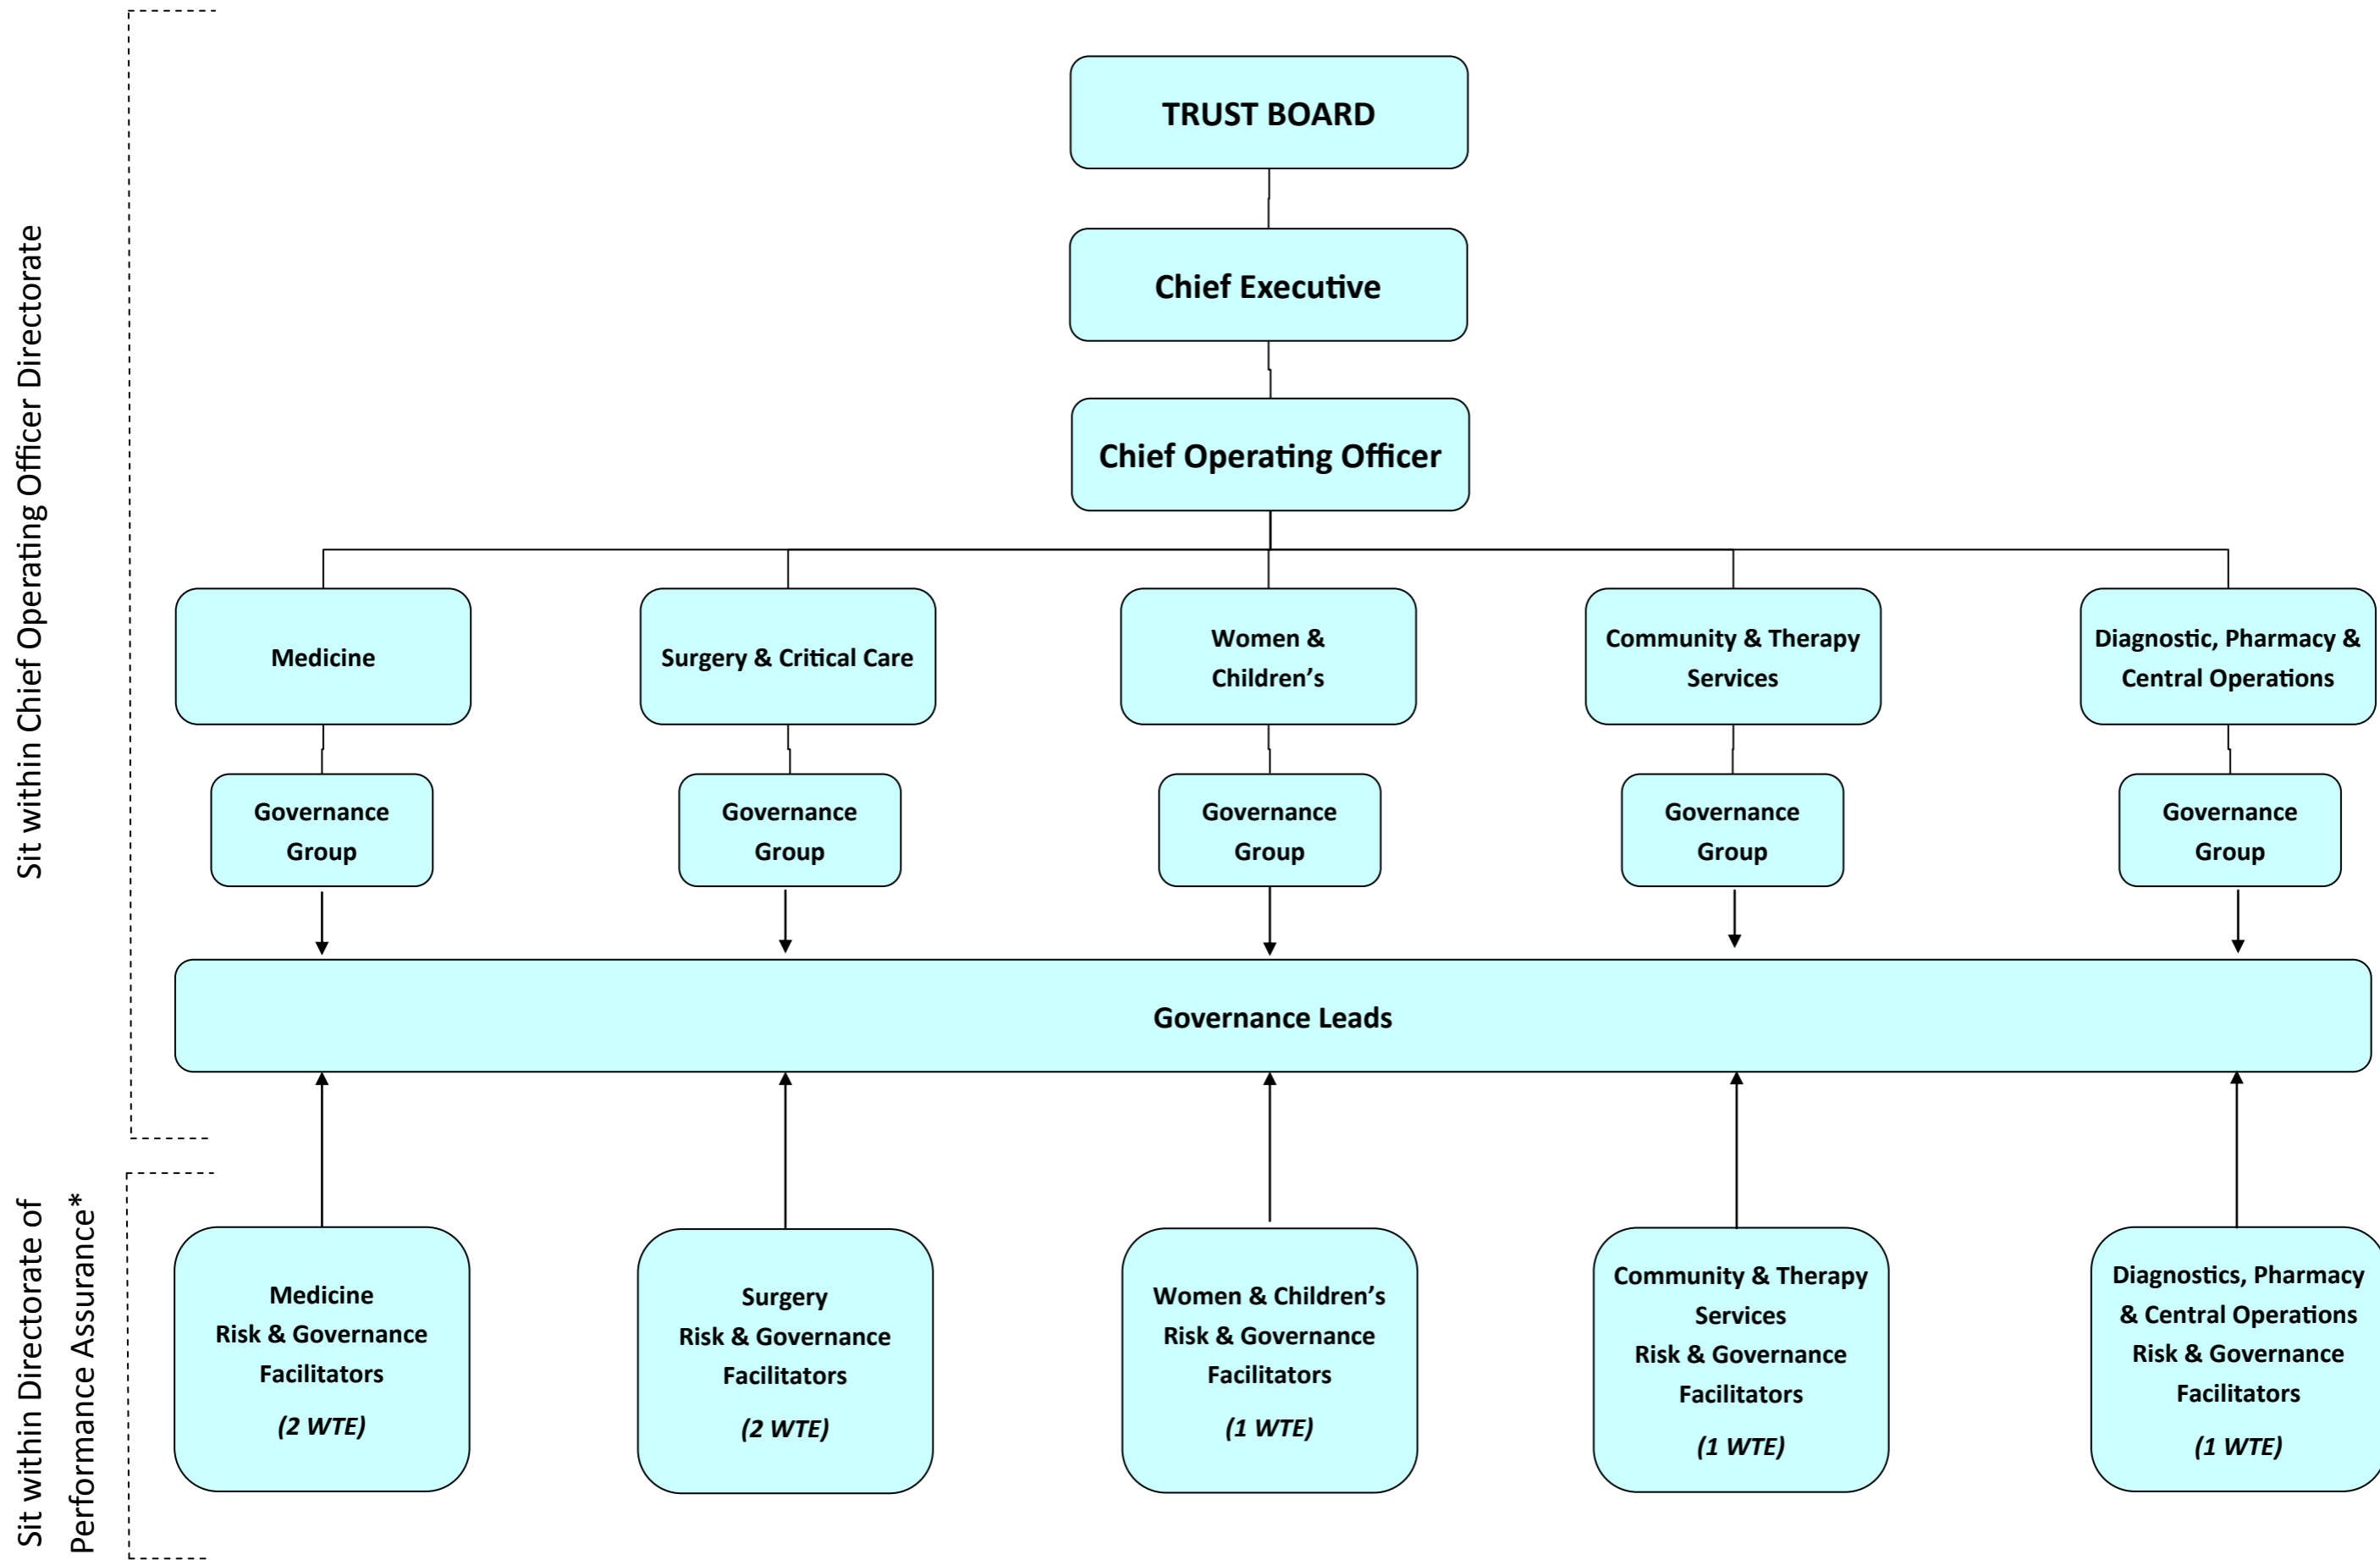 Sit within Chief Operating Officer Directorate
TRUST BOARD
Chief Executive
Chief Operating Officer
Medicine
Surgery & Critical Care
Women &
Children’s
Community & Therapy
Services
Diagnostic, Pharmacy &
Central Operations
Governance
Group
Governance
Group
Governance
Group
Governance
Group
Governance
Group
Governance Leads
Sit within Directorate of
Performance Assurance*
Medicine
Risk & Governance
Facilitators
(2 WTE)
Surgery
Risk & Governance
Facilitators
(2 WTE)
Women & Children’s
Risk & Governance
Facilitators
(1 WTE)
Community & Therapy
Services
Risk & Governance
Facilitators
(1 WTE)
Diagnostics, Pharmacy
& Central Operations
Risk & Governance
Facilitators
(1 WTE)